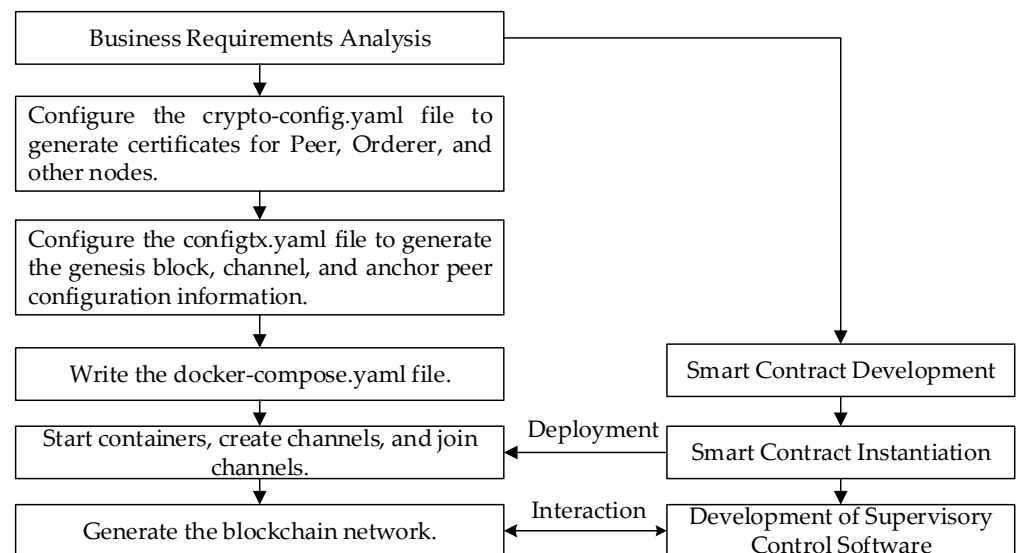 Business Requirements Analysis
Configure the crypto-config.yaml file to
generate certificates for Peer, Orderer, and
other nodes.
Configure the configtx.yaml file to generate
the genesis block, channel, and anchor peer
configuration information.
Write the docker-compose.yaml file.
Smart Contract Development
Start containers, create channels, and join
channels.
Deployment
Smart Contract Instantiation
Generate the blockchain network.
Interaction
Development of Supervisory
Control Software